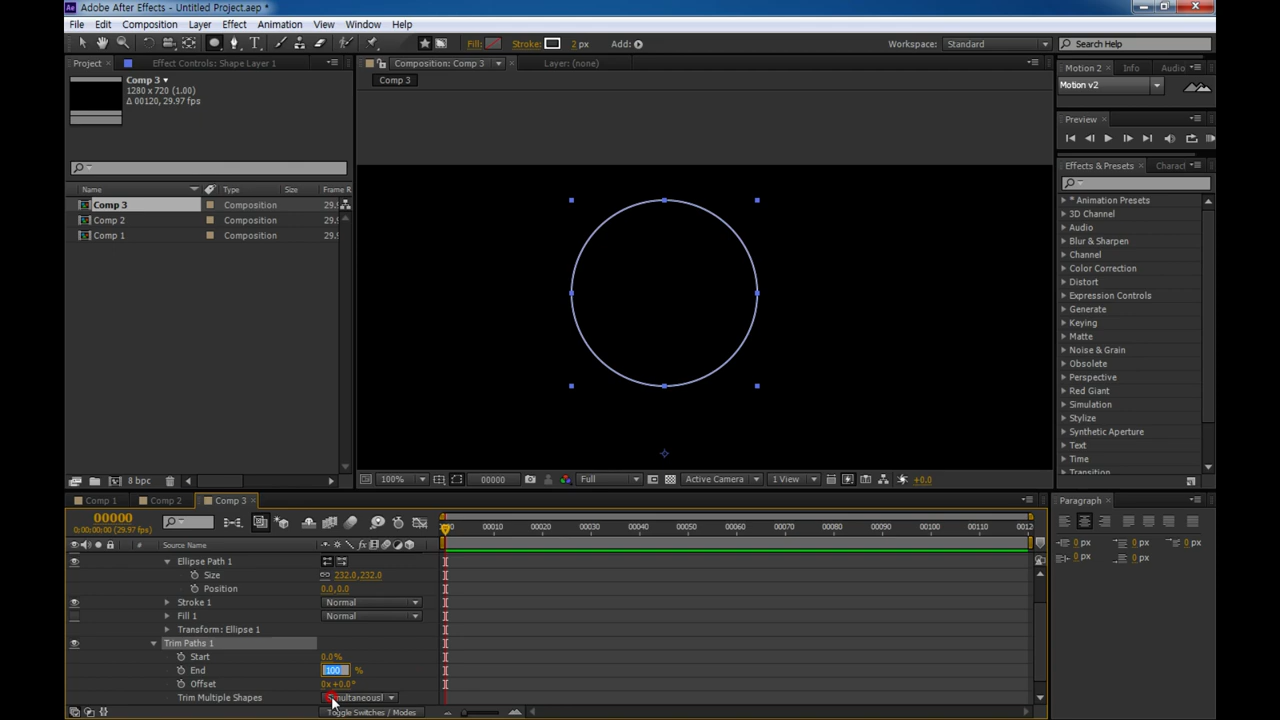 Adobe After Effects - Untitled Project.aep *
File Edit Composition Layer Effect Animation View Window Help
Fill: Stroke: 2 px Add: Workspace: Standard Search Help
Project Effect Controls: Shape Layer 1 Composition: Comp 3 Layer: (none) Motion 2 Info Audio
Comp 3
1280 x 720 (1.00)
Δ 00120, 29.97 fps
Comp 3
Motion v2
Preview
Effects & Presets Charact
Name Type Size Frame R
Comp 3 Composition 29.
Comp 2 Composition 29.
Comp 1 Composition 29.
* Animation Presets
3D Channel
Audio
Blur & Sharpen
Channel
Color Correction
Distort
Expression Controls
Generate
Keying
Matte
Noise & Grain
Obsolete
Perspective
Red Giant
Simulation
Stylize
Synthetic Aperture
Text
Time
Transition
8 bpc 100% 00000 Full Active Camera 1 View +0.0
Comp 1 Comp 2 Comp 3 Paragraph
00000
0:00:00:00 (29.97 fps)
00010 00020 00030 00040 00050 00060 00070 00080 00090 00100 00110
# Source Name
0 px 0 px 0 px
0 px 0 px
Ellipse Path 1
Size 232.0,232.0
Position 0.0,0.0
Stroke 1 Normal
Fill 1 Normal
Transform: Ellipse 1
Trim Paths 1
Start 0.0%
End 100 %
Offset 0x+0.0°
Trim Multiple Shapes
Toggle Switches / Modes